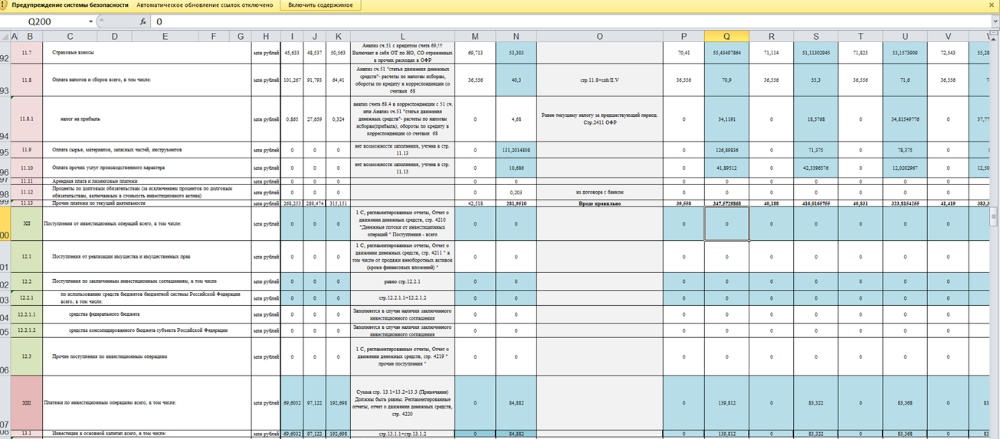 Предупреждение системы безопасности Автоматическое обновление ссылок отключено Включить содержимое
Q200 fx 0
A B C D E F G H I J K L M N O P Q R S T U V
92 11.7 Страховые взносы млн рублей 45,633 48,537 50,563 Анализ сч.51 с кредитом счета 69,!!! 69,713 53,303 70,41 55,43497864 71,114 51,11302945 71,825 53,1573909 72,543 55,28
Включает в себя ОТ по НО, СО отраженных
в прочих расходах в ОФР
93 11.8 Оплата налогов и сборов всего, в том числе: млн рублей 101,267 91,793 64,41 Анализ сч.51 "статья движения денежных 36,556 40,3 стр.11.8+cnh/II.V 36,556 70,9 36,556 55,3 36,556 71,6 36,556
средств"- расчеты по налогам исборам,
обороты по кредиту в корреспонденции со
счетами 68
94 11.8.1 налог на прибыль млн рублей 0,865 27,659 0,324 анализ счета 68.4 в корреспонденции с 51 сч. 0 4,68 Равен текущему налогу за предшествующий период. 0 34,1191 0 18,5768 0 34,81549776 0 37,77
или Анализ сч.51 "статья движения Стр.2411 ОФР
денежных средств"- расчеты по налогам
исборам(прибыль), обороты по кредиту в
корреспонденции со счетами 68
95 11.9 Оплата сырья, материалов, запасных частей, инструментов млн рублей 0 0 0 нет возможности заполнения, учтена в стр. 0 131,2014808 0 126,89836 0 71,375 0 78,375 0
11.13
96 11.10 Оплата прочих услуг производственного характера млн рублей 0 0 0 нет возможности заполнения, учтена в стр. 0 10,686 0 41,89512 0 42,3396576 0 12,0202967 0 12,50
11.13
97 11.11 Арендная плата и лизинговые платежи млн рублей 0 0 0 0 0 0 0 0 0 0 0 0
98 11.12 Проценты по долговым обязательствам (за исключением процентов по долговым млн рублей 0 0 0 0 0,203 из договора с банком 0 0 0 0 0 0 0
обязательствам, включаемым в стоимость инвестиционного актива)
99 11.13 Прочие платежи по текущей деятельности млн рублей 268,253 289,474 315,151 42,518 281,9510 Вроде правильно 39,558 347,5729868 40,188 416,0165755 40,831 323,8154255 41,419 383,3
00 XII Поступления от инвестиционных операций всего, в том числе: млн рублей 0 0 0 1 С, регламентированные отчеты, Отчет о 0 0 0 0 0 0 0 0 0
движении денежных средств, стр. 4210
"Денежные потоки от инвестицилнных
операций " Поступления - всего
01 12.1 Поступления от реализации имущества и имущественных прав млн рублей 0 0 0 1 С, регламентированные отчеты, Отчет о 0 0 0 0 0 0 0 0 0
движении денежных средств, стр. 4211 " в
том числе от продажи внеоборотных активов
(кроме финансовых вложений) "
02 12.2 Поступления по заключенным инвестиционным соглашениям, в том числе млн рублей 0 0 0 равно стр.12.2.1 0 0 0 0 0 0 0 0 0
03 12.2.1 по использованию средств бюджетов бюджетной системы Российской Федерации млн рублей 0 0 0 стр.12.2.1.1+12.2.1.2 0 0 0 0 0 0 0 0 0
всего, в том числе:
04 12.2.1.1 средства федерального бюджета млн рублей 0 0 0 Заполняется в случае наличия заключенного 0 0 0 0 0 0 0 0 0
инвестиционного соглашения
05 12.2.1.2 средства консолидированного бюджета субъекта Российской Федерации млн рублей 0 0 0 Заполняется в случае наличия заключенного 0 0 0 0 0 0 0 0 0
инвестиционного соглашения
06 12.3 Прочие поступления по инвестиционным операциям млн рублей 0 0 0 1 С, регламентированные отчеты, Отчет о 0 0 0 0 0 0 0 0 0
движении денежных средств, стр. 4219 "
прочие поступления "
07 XIII Платежи по инвестиционным операциям всего, в том числе: млн рублей 69,6032 97,122 192,698 Сумма стр. 13.1+13.2+13.3 (Примечание) 0 84,882 0 139,812 0 83,322 0 83,368 0 83
Должны быть равны: Регламентированные
отчеты, отчет о движении денежных средств,
стр. 4220
08 13.1 Инвестиции в основной капитал всего, в том числе: млн рублей 69,6032 97,122 192,698 стр.13.1.1+стр.13.1.2 0 84,882 0 139,812 0 83,322 0 83,368 0 83